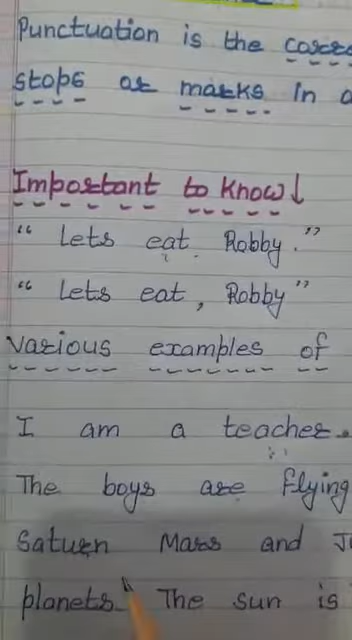 Punctuation is the
stops or marks in a
Important to know↓
“ Lets eat Robby.”
“ Lets eat, Robby”
various examples of
I am a teacher.
The boys are flying
Saturn Mars and
planets. The sun is